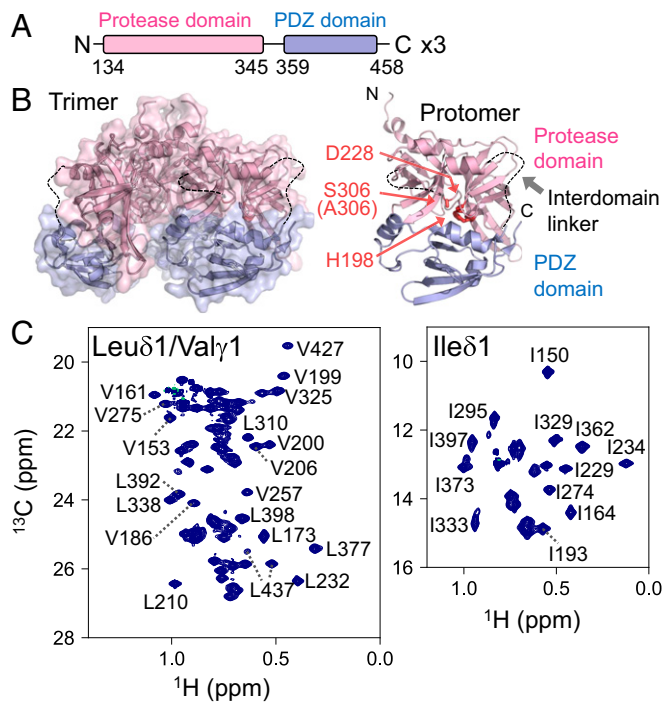 A
Protease domain
PDZ domain
N
C x3
134
345
359
458
B
Trimer
N
Protomer
D228
S306
(A306)
H198
Protease
domain
Interdomain
linker
C
PDZ
domain
C
Leuδ1/Valγ1
V427
V199
V161
V325
V275
L310
V153
V200
V206
L392
L338
V257
V186
L398
L173
L377
L437
L232
L210
20
22
24
26
28
1.0
0.5
0.0
¹³C (ppm)
¹H (ppm)
Ileδ1
I150
I295
I329
I362
I397
I234
I229
I373
I274
I164
I333
I193
10
12
14
16
1.0
0.5
0.0
¹H (ppm)